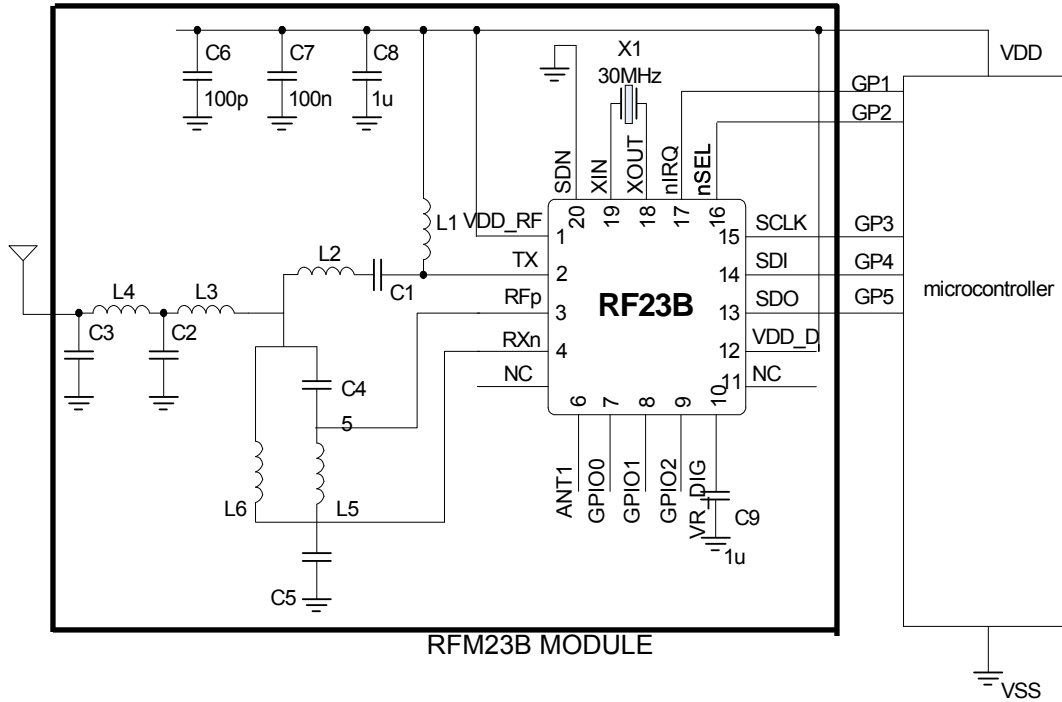 C6
100p
C7
100n
C8
1u
X1
30MHz
VDD
GP1
GP2
SDN
XIN
XOUT
nIRQ
nSEL
20
19
18
17
16
L1
VDD_RF
1
15
SCLK
GP3
L2
C1
TX
2
14
SDI
GP4
L4
L3
RFp
3
RF23B
13
SDO
GP5
microcontroller
C3
C2
RXn
4
12
VDD_D
NC
11
NC
C4
5
6
7
8
9
10
ANT1
GPIO0
GPIO1
GPIO2
VR_DIG
L6
L5
C9
1u
C5
RFM23B MODULE
VSS